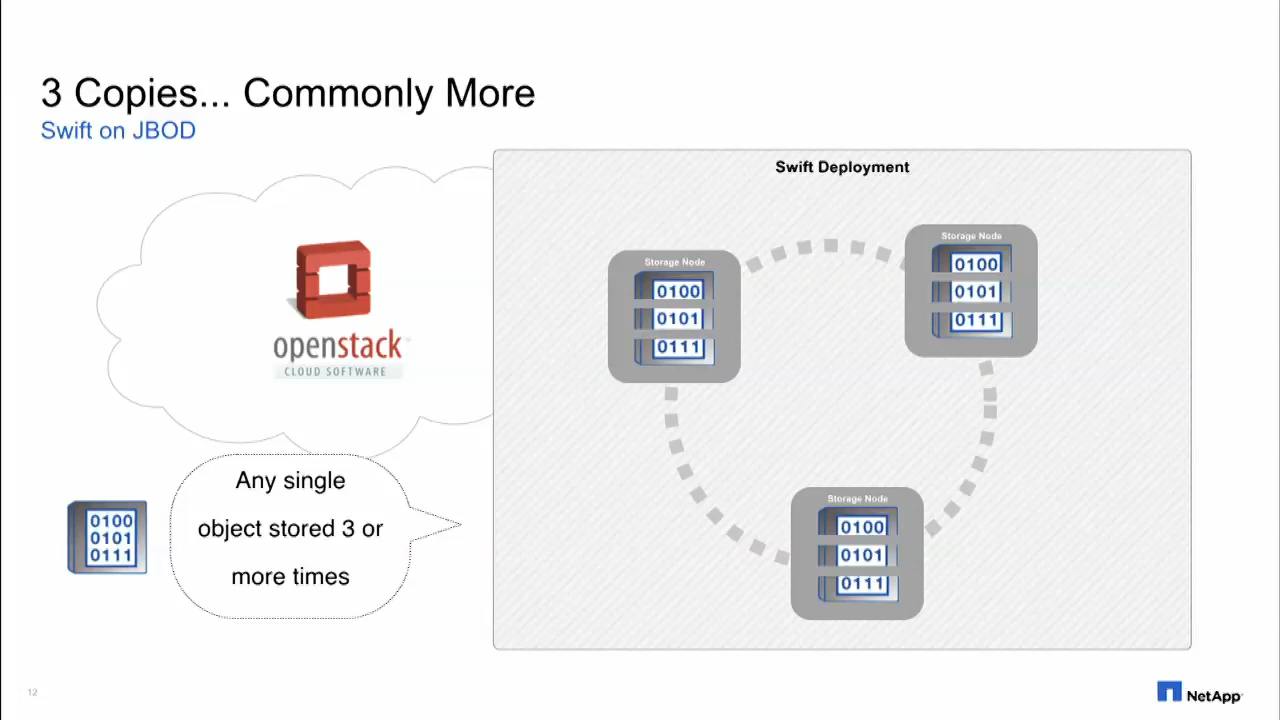 3 Copies... Commonly More
Swift on JBOD
Swift Deployment
Storage Node
0100
0101
0111
Storage Node
0100
0101
0111
openstack
CLOUD SOFTWARE
Any single
object stored 3 or
more times
0100
0101
0111
Storage Node
0100
0101
0111
12
NetApp